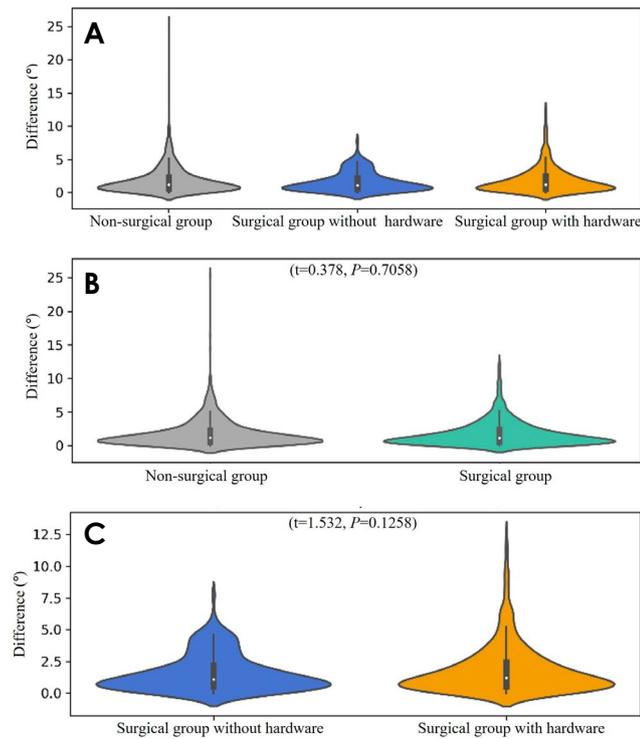 A
25
20
15
10
5
0
Difference (°)
Non-surgical group
Surgical group without hardware
Surgical group with hardware
B
(t=0.378, P=0.7058)
25
20
15
10
5
0
Difference (°)
Non-surgical group
Surgical group
C
(t=1.532, P=0.1258)
12.5
10.0
7.5
5.0
2.5
0.0
Difference (°)
Surgical group without hardware
Surgical group with hardware